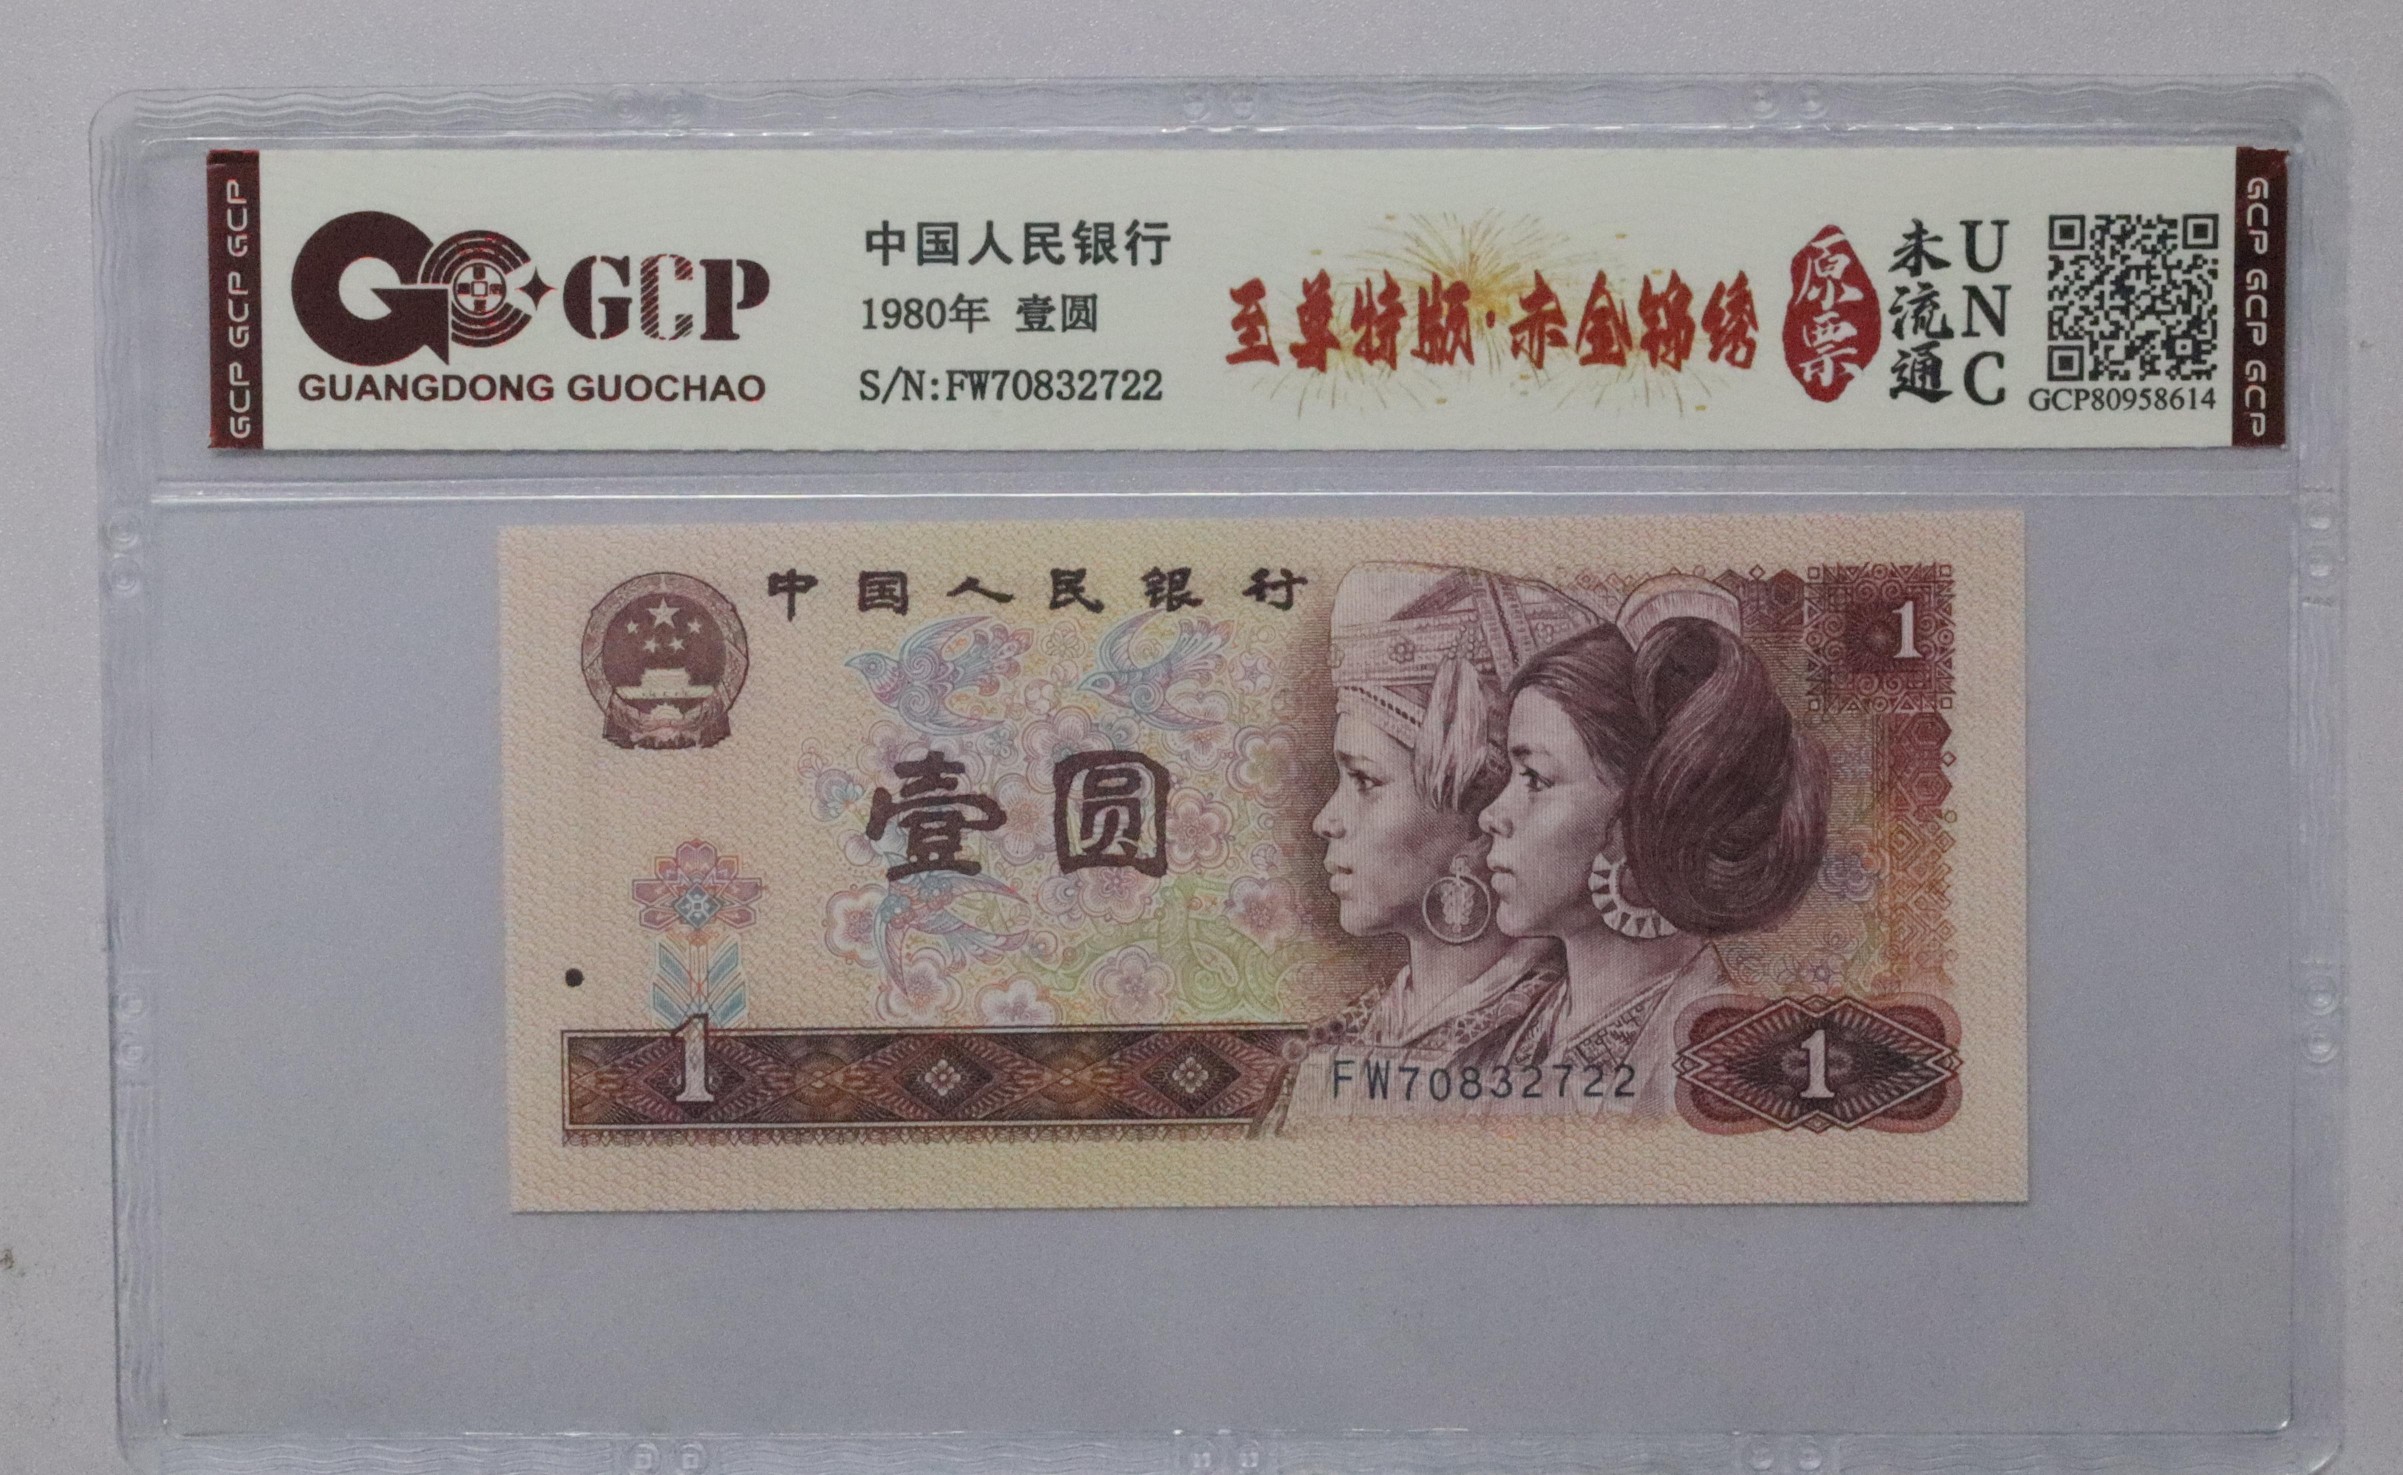 GCP GCP GCP
GCP
GUANGDONG GUOCHAO
中国人民银行
1980年 壹圆
S/N:FW70832722
至尊特版·赤金锦绣
原票
未流通
UNC
GCP80958614
GCP GCP GCP
中国人民银行
1
壹圆
1
FW70832722
1